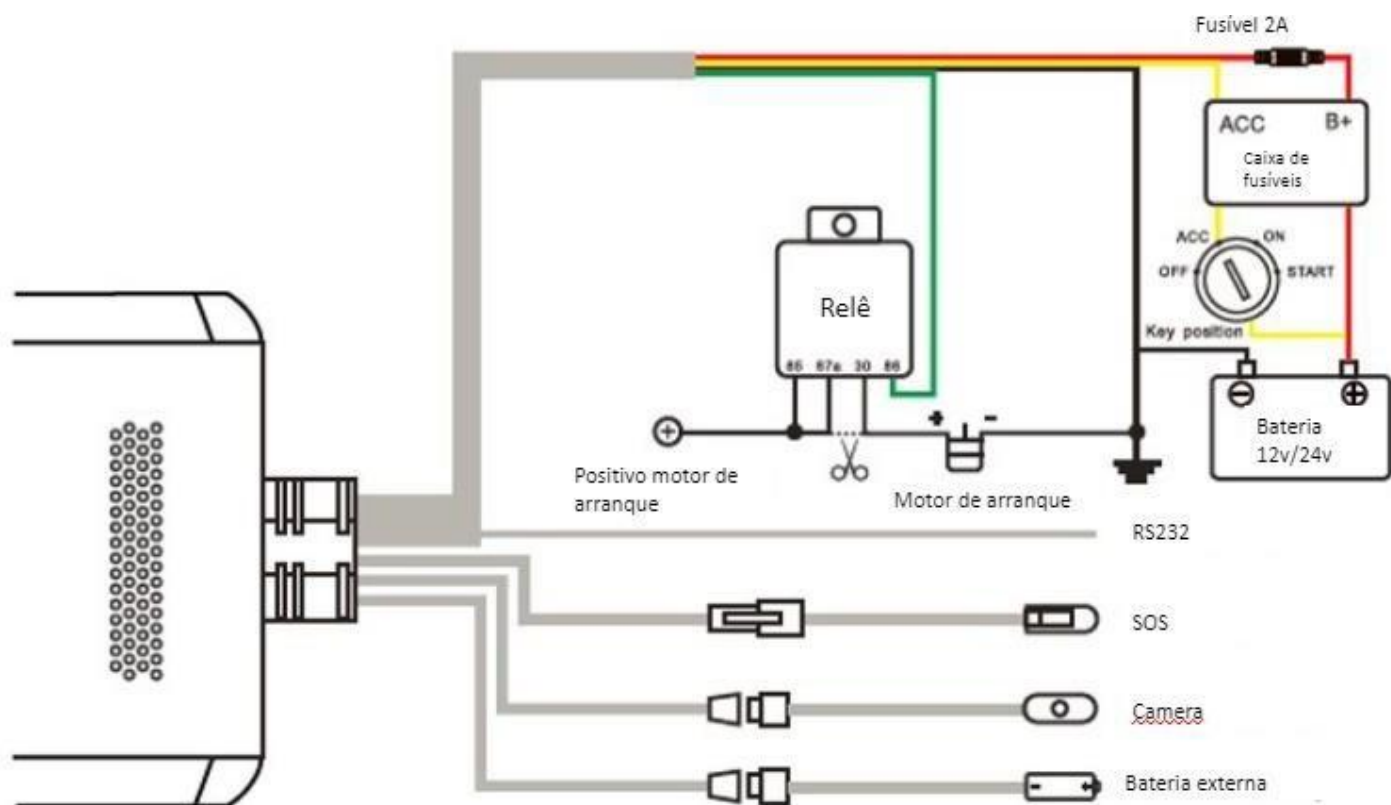 Fusível 2A
ACC B+
Caixa de
fusíveis
ACC ON
OFF START
Key position
Relê
85 87a 30 86
+ -
- +
Bateria
12v/24v
Positivo motor de
arranque
Motor de arranque
RS232
SOS
Camera
- +
Bateria externa